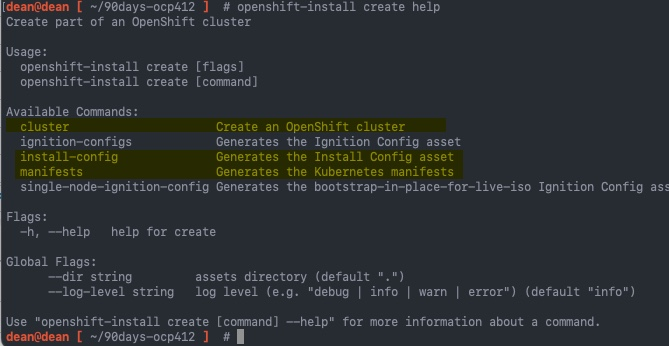 [dean@dean [ ~/90days-ocp412 ]  # openshift-install create help
Create part of an OpenShift cluster
Usage:
  openshift-install create [flags]
  openshift-install create [command]
Available Commands:
  cluster                     Create an OpenShift cluster
  ignition-configs            Generates the Ignition Config asset
  install-config              Generates the Install Config asset
  manifests                   Generates the Kubernetes manifests
  single-node-ignition-config Generates the bootstrap-in-place-for-live-iso Ignition Config ass
Flags:
  -h, --help   help for create
Global Flags:
      --dir string         assets directory (default ".")
      --log-level string   log level (e.g. "debug | info | warn | error") (default "info")
Use "openshift-install create [command] --help" for more information about a command.
dean@dean [ ~/90days-ocp412 ]  #